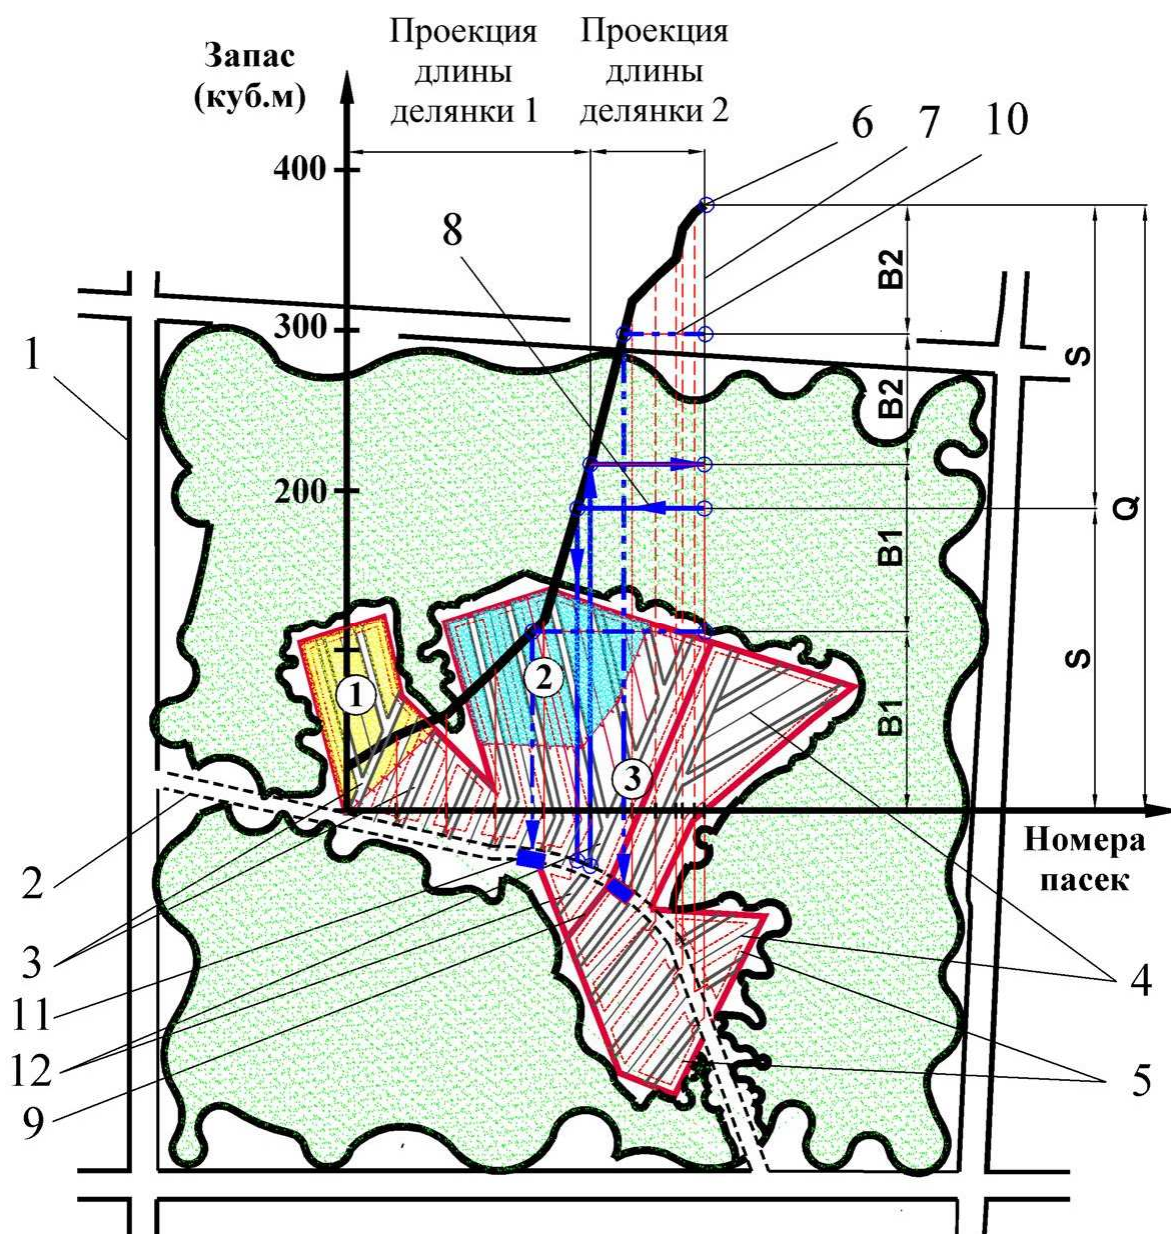 Проекция
длины
делянки 1
Проекция
длины
делянки 2
Запас
(куб.м)
6
7
10
400
8
B2
300
1
S
B2
200
Q
B1
S
2
1
B1
3
Номера
пасек
2
3
4
11
12
5
9